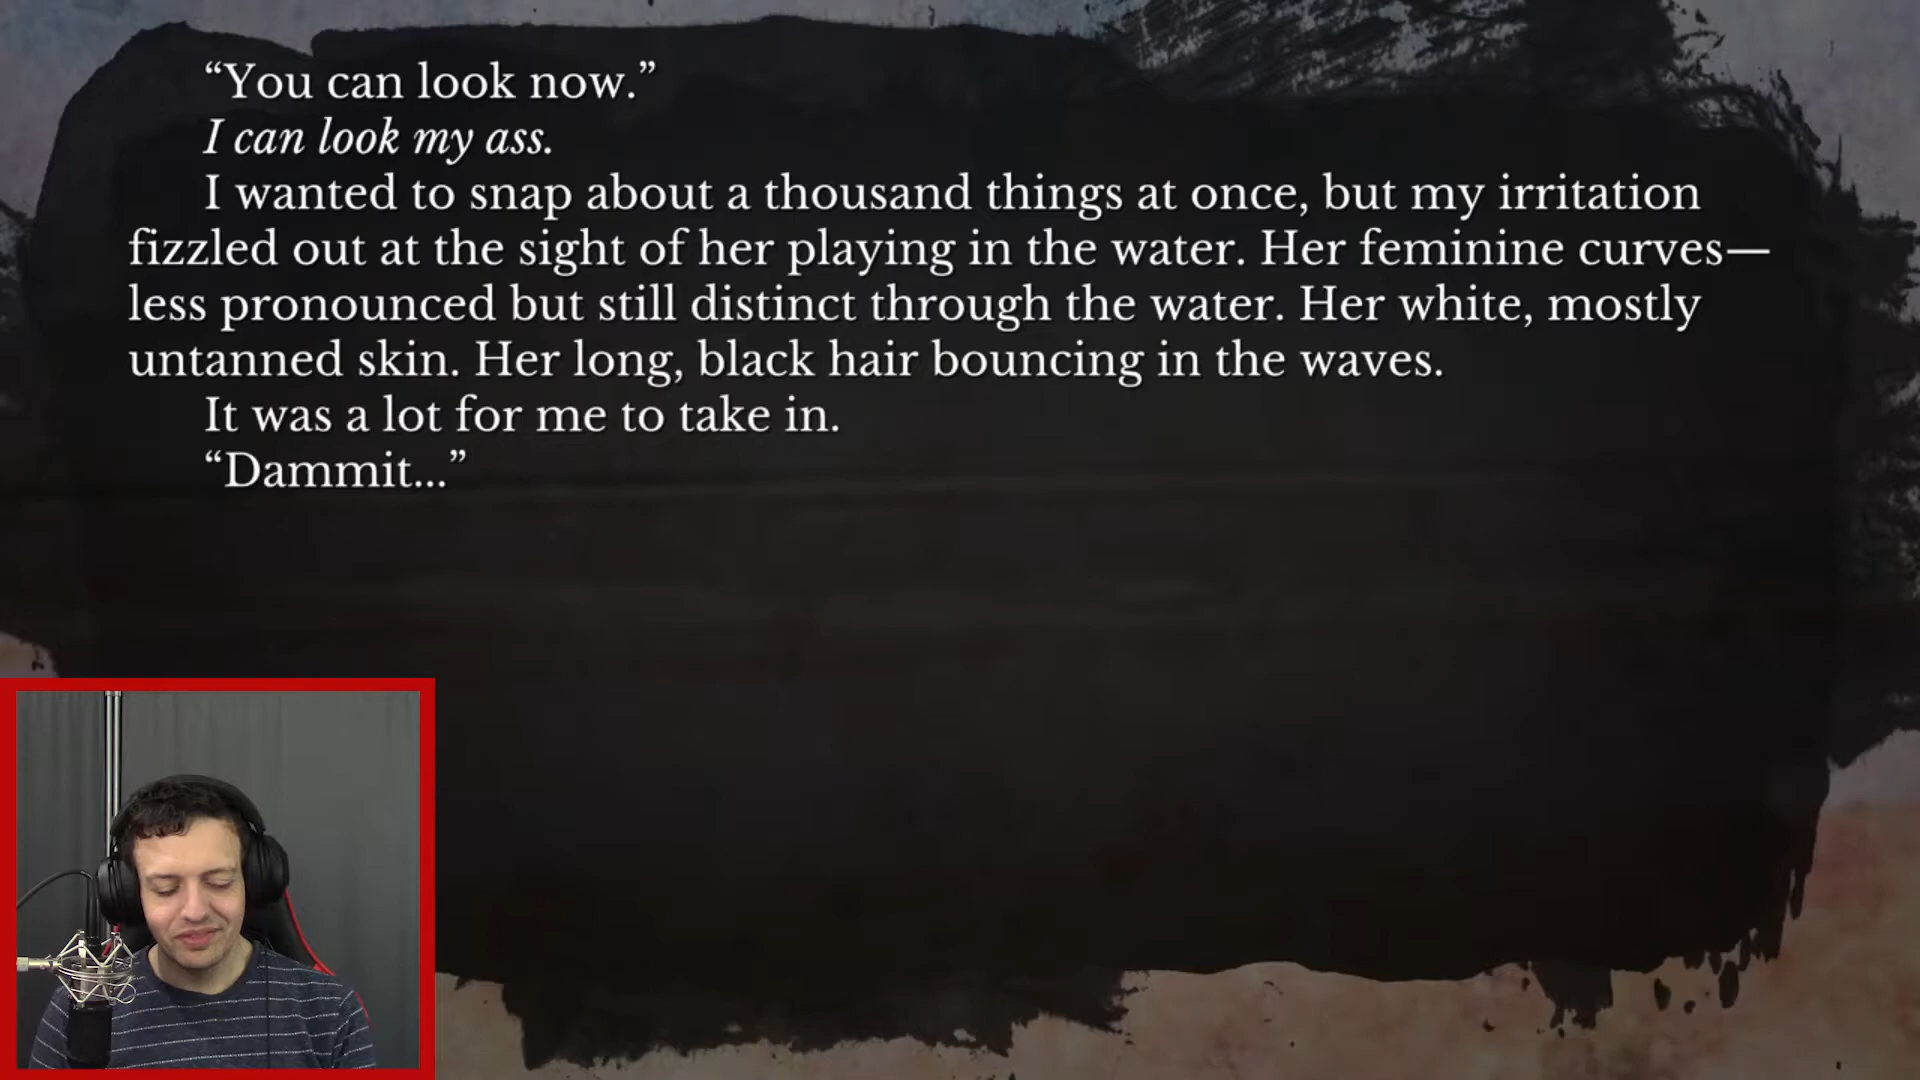 “You can look now.”
I can look my ass.
I wanted to snap about a thousand things at once, but my irritation
fizzled out at the sight of her playing in the water. Her feminine curves—
less pronounced but still distinct through the water. Her white, mostly
untanned skin. Her long, black hair bouncing in the waves.
It was a lot for me to take in.
“Dammit...”